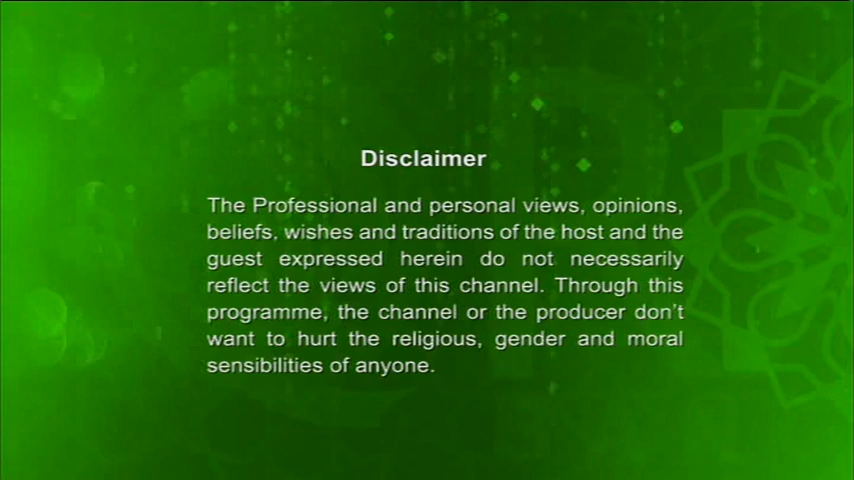 Disclaimer
The Professional and personal views, opinions,
beliefs, wishes and traditions of the host and the
guest expressed herein do not necessarily
reflect the views of this channel. Through this
programme, the channel or the producer don't
want to hurt the religious, gender and moral
sensibilities of anyone.